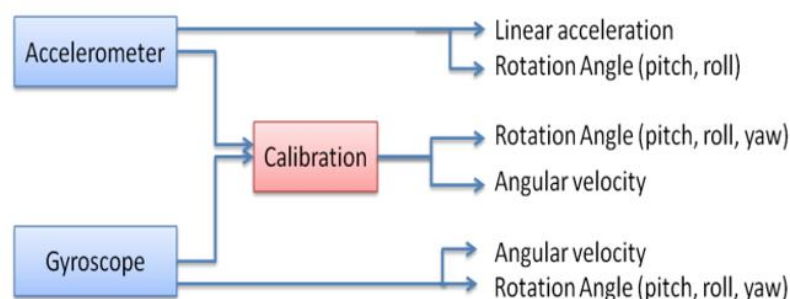 Accelerometer
Linear acceleration
Rotation Angle (pitch, roll)
Calibration
Rotation Angle (pitch, roll, yaw)
Angular velocity
Gyroscope
Angular velocity
Rotation Angle (pitch, roll, yaw)